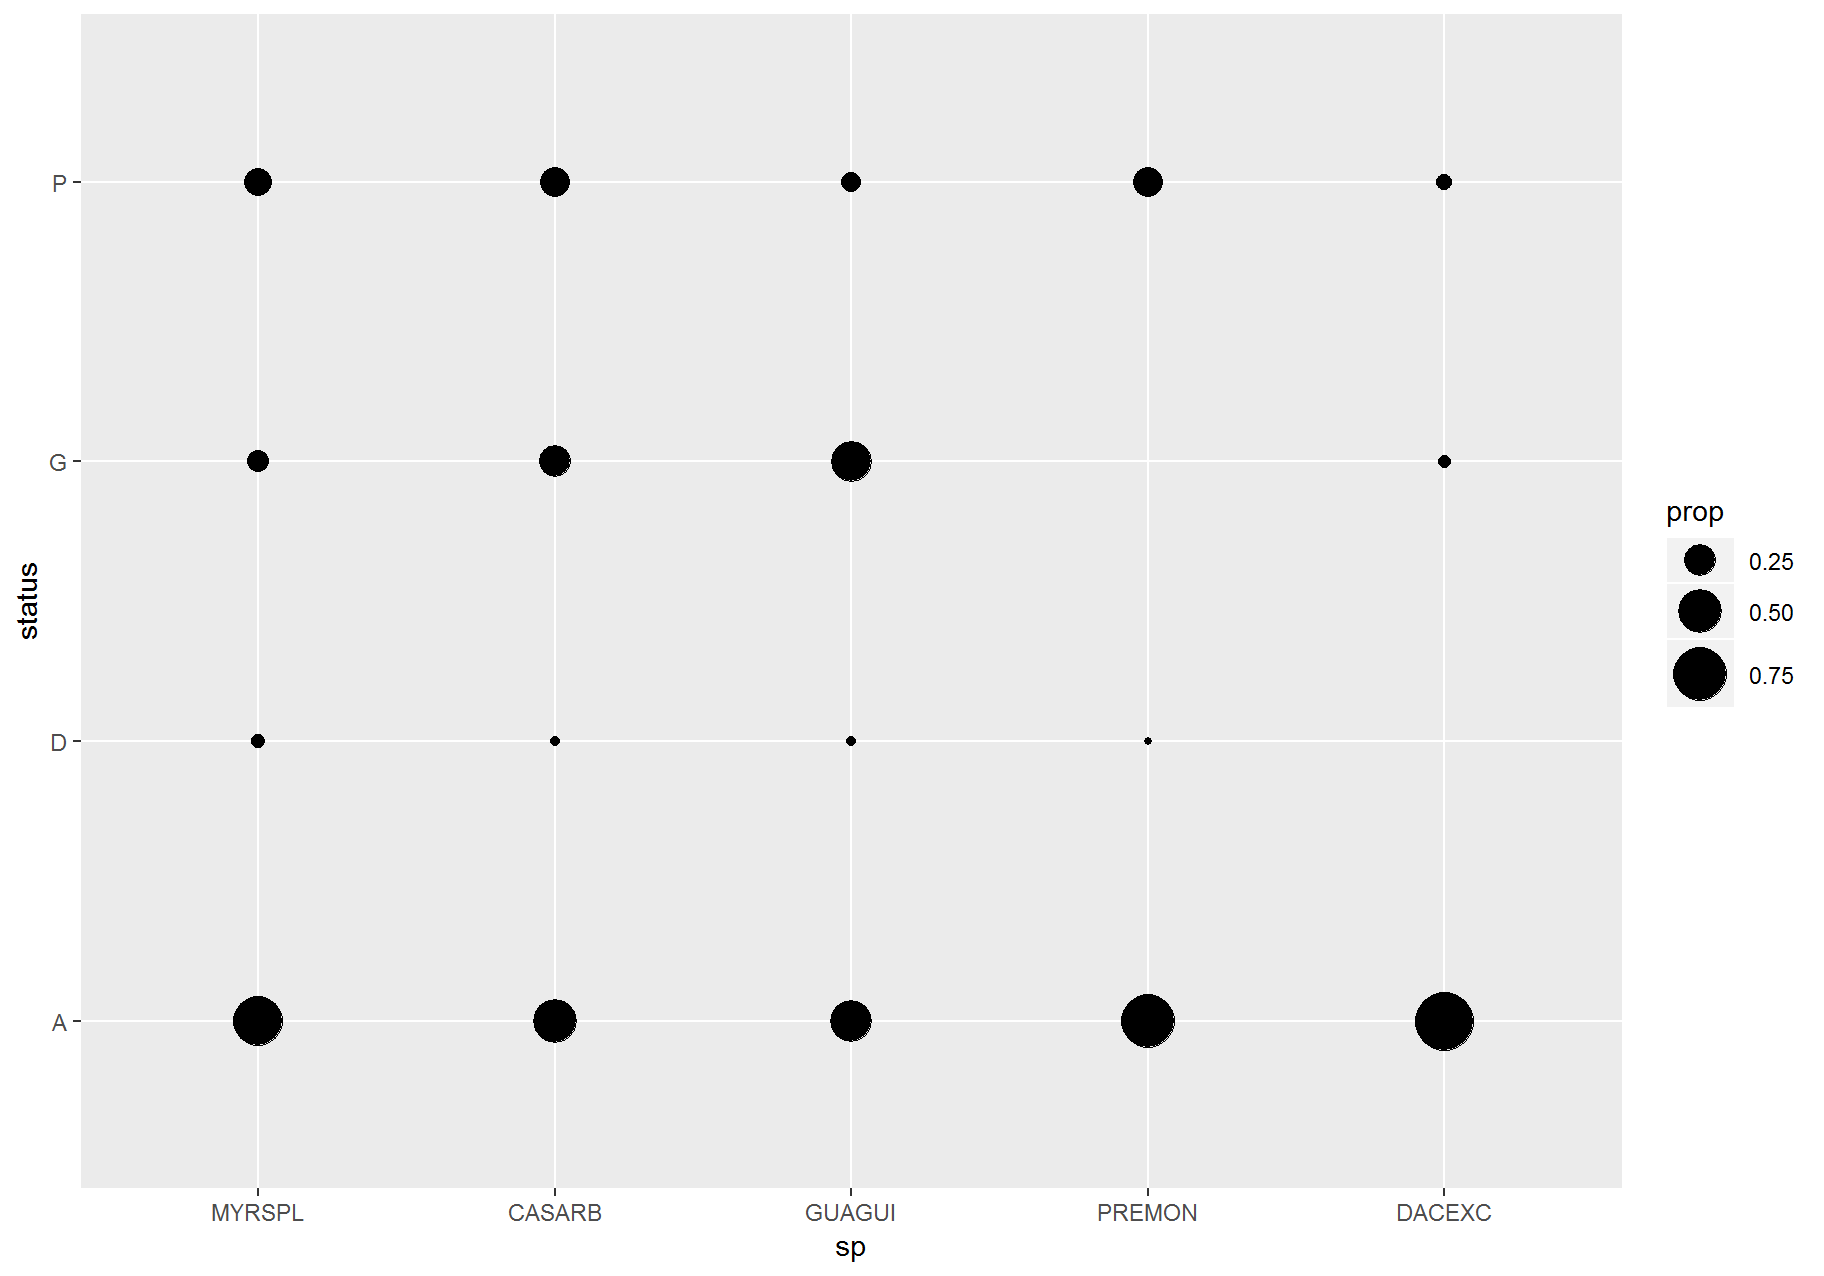 status
P
G
D
A
MYRSPL CASARB GUAGUI PREMON DACEXC
sp
prop
0.25
0.50
0.75